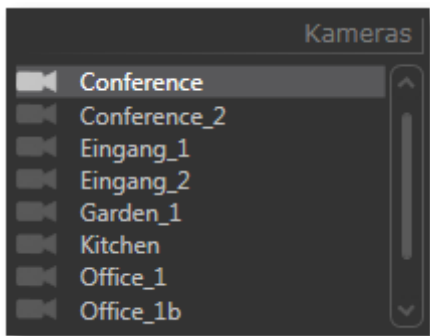 Kameras
Conference
Conference_2
Eingang_1
Eingang_2
Garden_1
Kitchen
Office_1
Office_1b